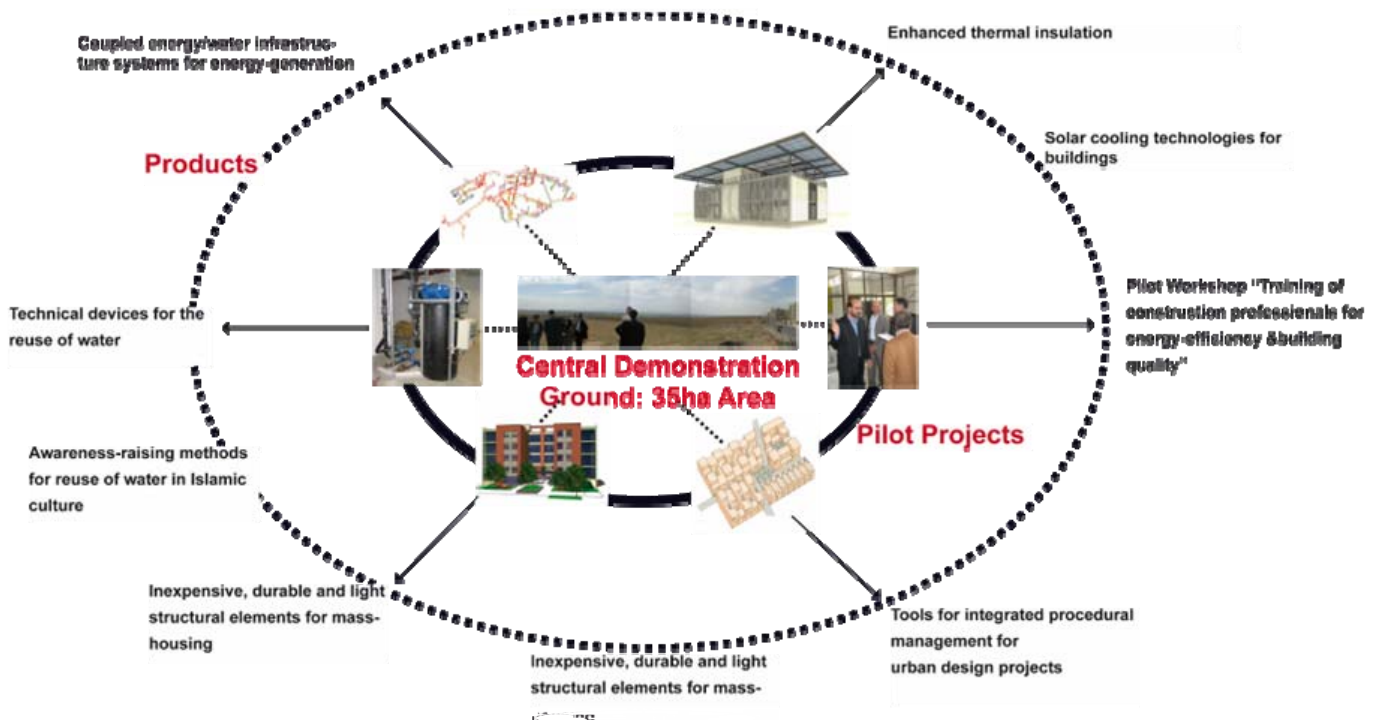 Coupled energy/water infrastruc-
ture systems for energy-generation
Enhanced thermal insulation
Solar cooling technologies for
buildings
Products
Technical devices for the
reuse of water
Pilot Workshop "Training of
construction professionals for
energy-efficiency &building
quality"
Central Demonstration
Ground: 35ha Area
Pilot Projects
Awareness-raising methods
for reuse of water in Islamic
culture
Inexpensive, durable and light
structural elements for mass-
housing
Tools for integrated procedural
management for
urban design projects
Inexpensive, durable and light
structural elements for mass-